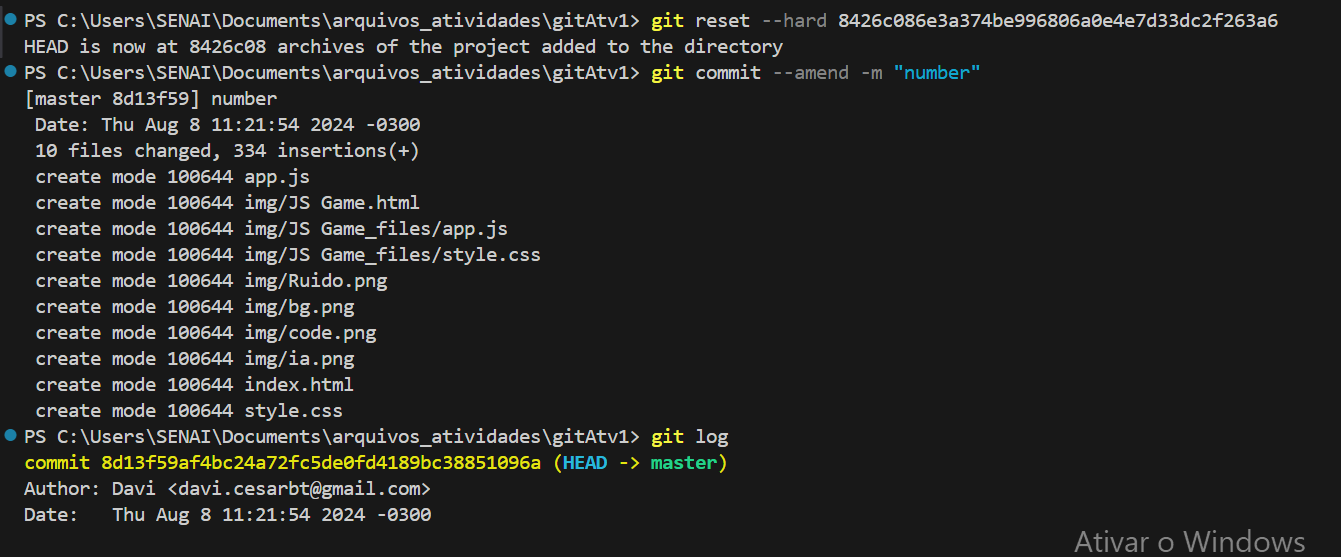 PS C:\Users\SENAI\Documents\arquivos_atividades\gitAtv1> git reset --hard 8426c086e3a374be996806a0e4e7d33dc2f263a6
HEAD is now at 8426c08 archives of the project added to the directory
PS C:\Users\SENAI\Documents\arquivos_atividades\gitAtv1> git commit --amend -m "number"
[master 8d13f59] number
 Date: Thu Aug 8 11:21:54 2024 -0300
 10 files changed, 334 insertions(+)
 create mode 100644 app.js
 create mode 100644 img/JS Game.html
 create mode 100644 img/JS Game_files/app.js
 create mode 100644 img/JS Game_files/style.css
 create mode 100644 img/Ruido.png
 create mode 100644 img/bg.png
 create mode 100644 img/code.png
 create mode 100644 img/ia.png
 create mode 100644 index.html
 create mode 100644 style.css
PS C:\Users\SENAI\Documents\arquivos_atividades\gitAtv1> git log
commit 8d13f59af4bc24a72fc5de0fd4189bc38851096a (HEAD -> master)
Author: Davi <davi.cesarbt@gmail.com>
Date:   Thu Aug 8 11:21:54 2024 -0300
Ativar o Windows